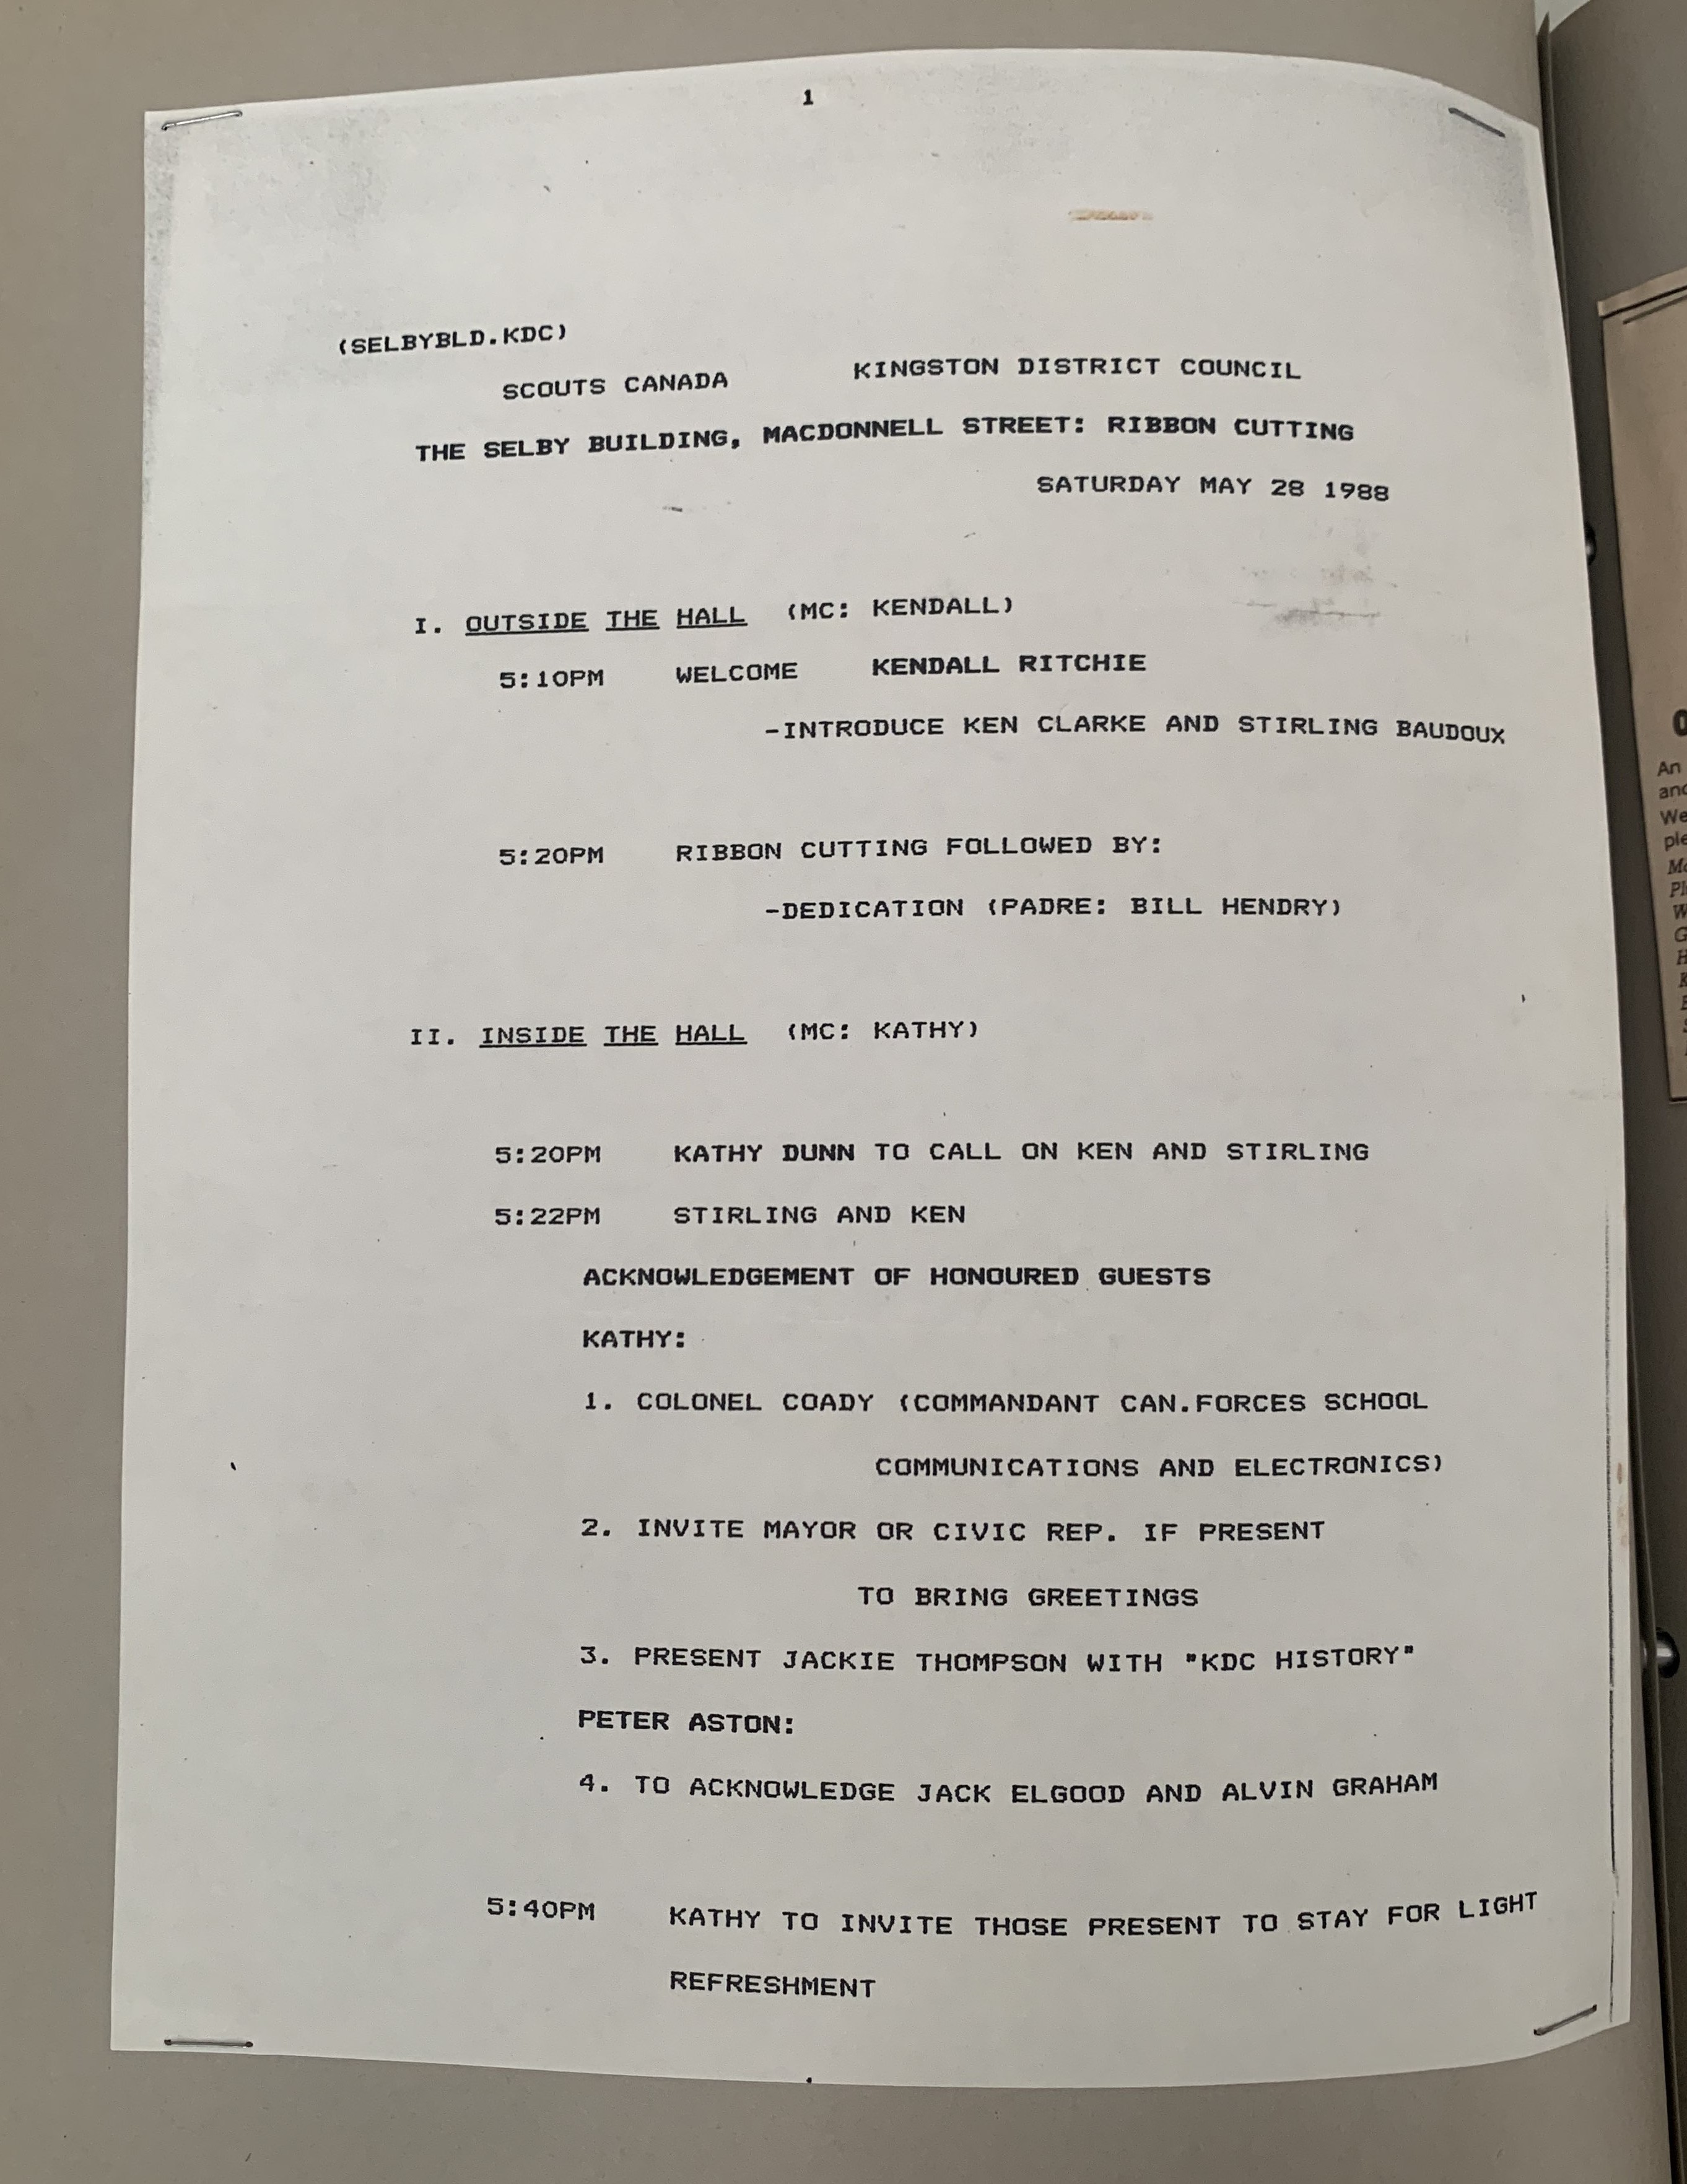 1
(SELBYBLD.KDC)
SCOUTS CANADA KINGSTON DISTRICT COUNCIL
THE SELBY BUILDING, MACDONNELL STREET: RIBBON CUTTING
SATURDAY MAY 28 1988
I. OUTSIDE THE HALL (MC: KENDALL)
5:10PM WELCOME KENDALL RITCHIE
-INTRODUCE KEN CLARKE AND STIRLING BAUDOUX
5:20PM RIBBON CUTTING FOLLOWED BY:
-DEDICATION (PADRE: BILL HENDRY)
II. INSIDE THE HALL (MC: KATHY)
5:20PM KATHY DUNN TO CALL ON KEN AND STIRLING
5:22PM STIRLING AND KEN
ACKNOWLEDGEMENT OF HONOURED GUESTS
KATHY:
1. COLONEL COADY (COMMANDANT CAN.FORCES SCHOOL
COMMUNICATIONS AND ELECTRONICS)
2. INVITE MAYOR OR CIVIC REP. IF PRESENT
TO BRING GREETINGS
3. PRESENT JACKIE THOMPSON WITH "KDC HISTORY"
PETER ASTON:
4. TO ACKNOWLEDGE JACK ELGOOD AND ALVIN GRAHAM
5:40PM KATHY TO INVITE THOSE PRESENT TO STAY FOR LIGHT
REFRESHMENT
An
We